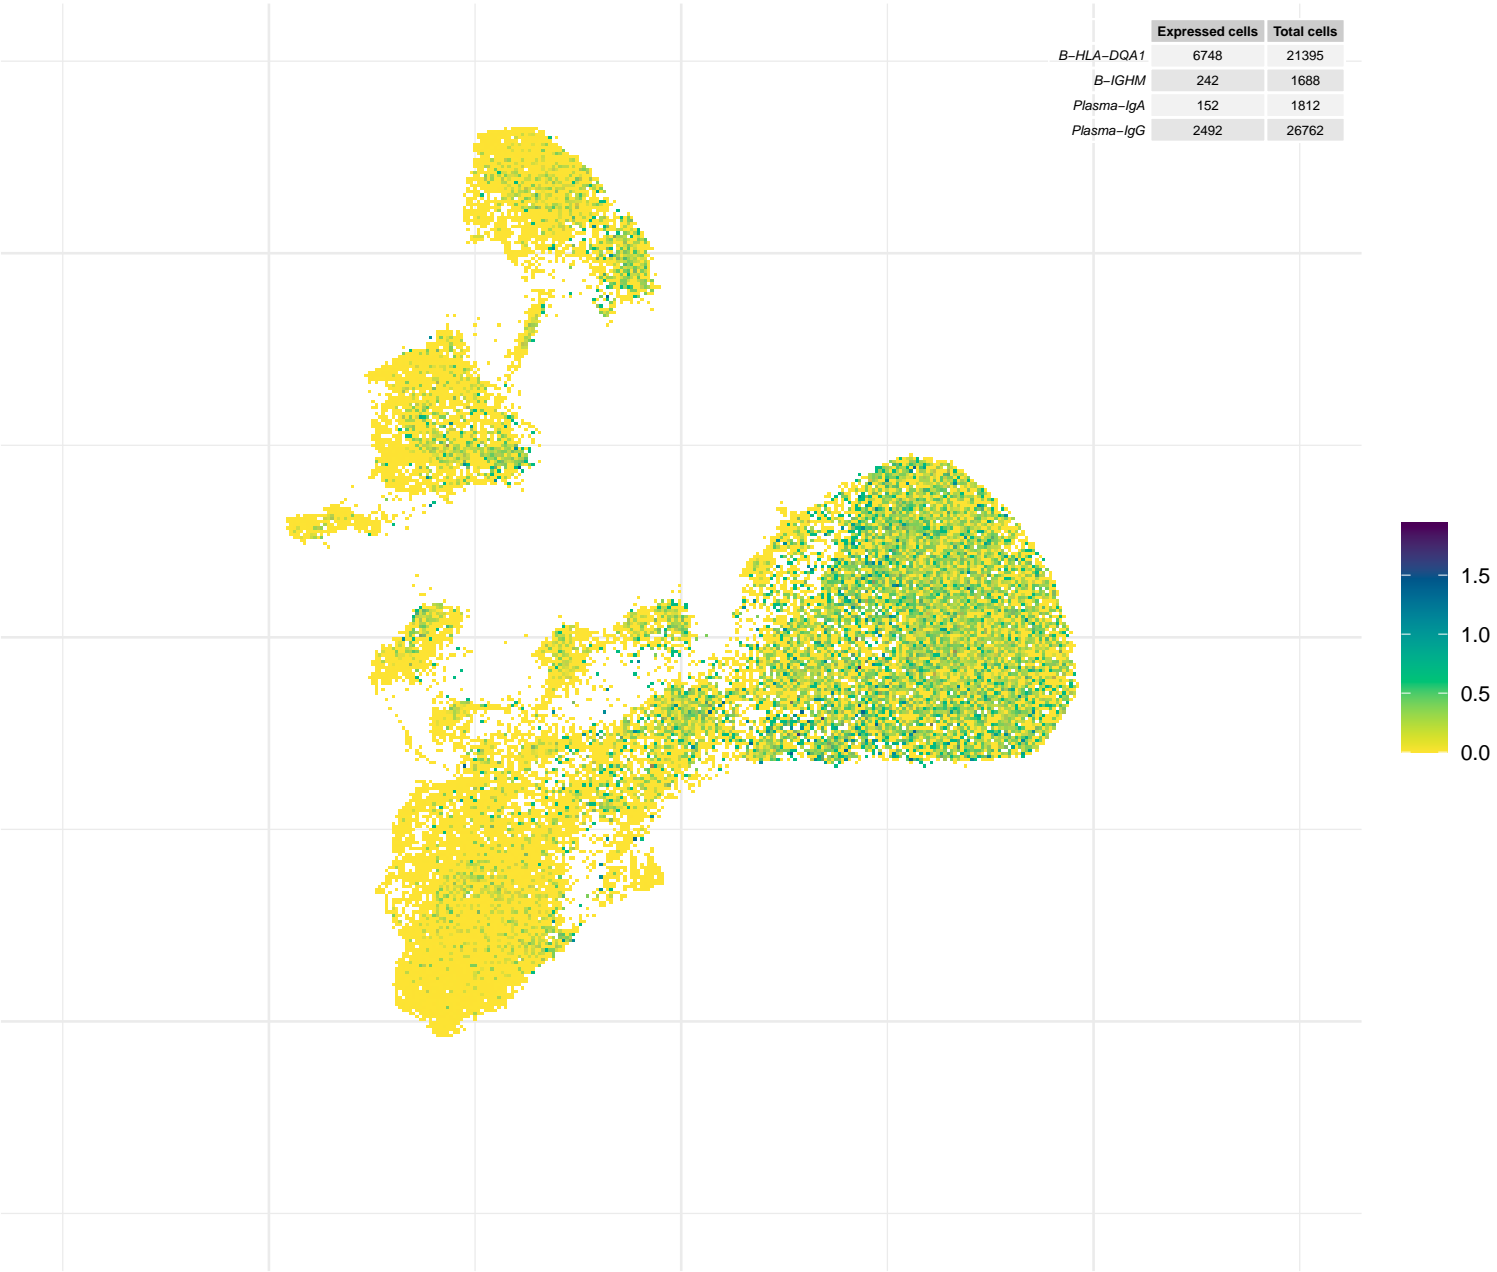 Expressed cells Total cells
B−HLA−DQA1 6748 21395
B−IGHM 242 1688
Plasma−IgA 152 1812
Plasma−IgG 2492 26762
1.5
1.0
0.5
0.0